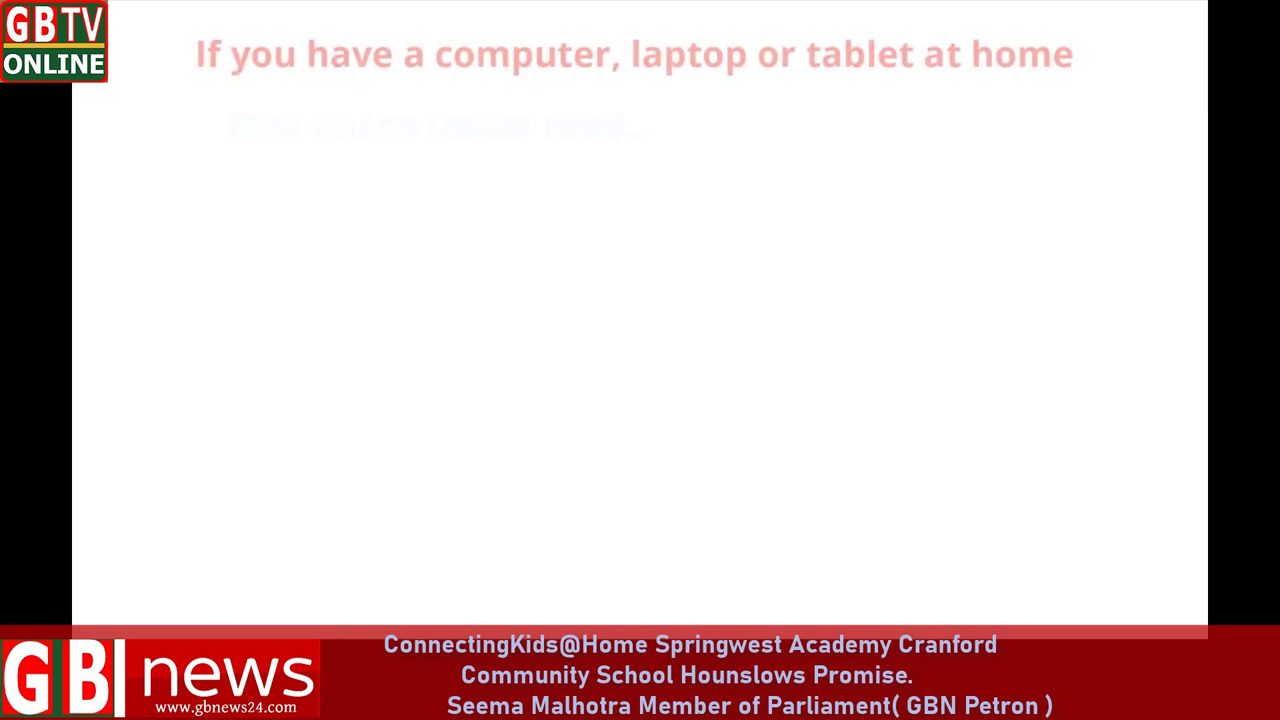 GBTV
ONLINE
If you have a computer, laptop or tablet at home
GB news
www.gbnews24.com
ConnectingKids@Home Springwest Academy Cranford
Community School Hounslows Promise.
Seema Malhotra Member of Parliament( GBN Petron )